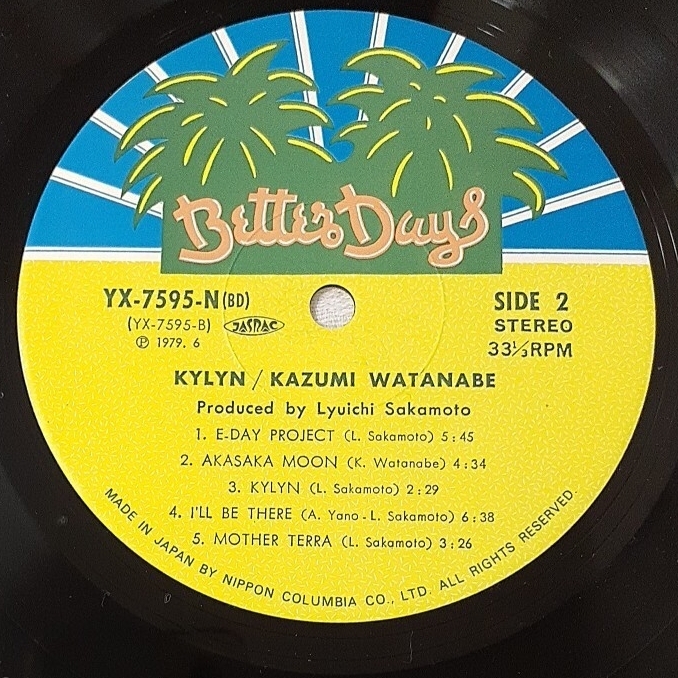 Better Days
YX-7595-N(BD)
(YX-7595-B) JASRAC
Ⓟ 1979. 6
SIDE 2
STEREO
33⅓RPM
KYLYN / KAZUMI WATANABE
Produced by Lyuichi Sakamoto
1. E-DAY PROJECT (L. Sakamoto) 5:45
2. AKASAKA MOON (K. Watanabe) 4:34
3. KYLYN (L. Sakamoto) 2:29
4. I'LL BE THERE (A. Yano - L. Sakamoto) 6:38
5. MOTHER TERRA (L. Sakamoto) 3:26
MADE IN JAPAN BY NIPPON COLUMBIA CO., LTD. ALL RIGHTS RESERVED.